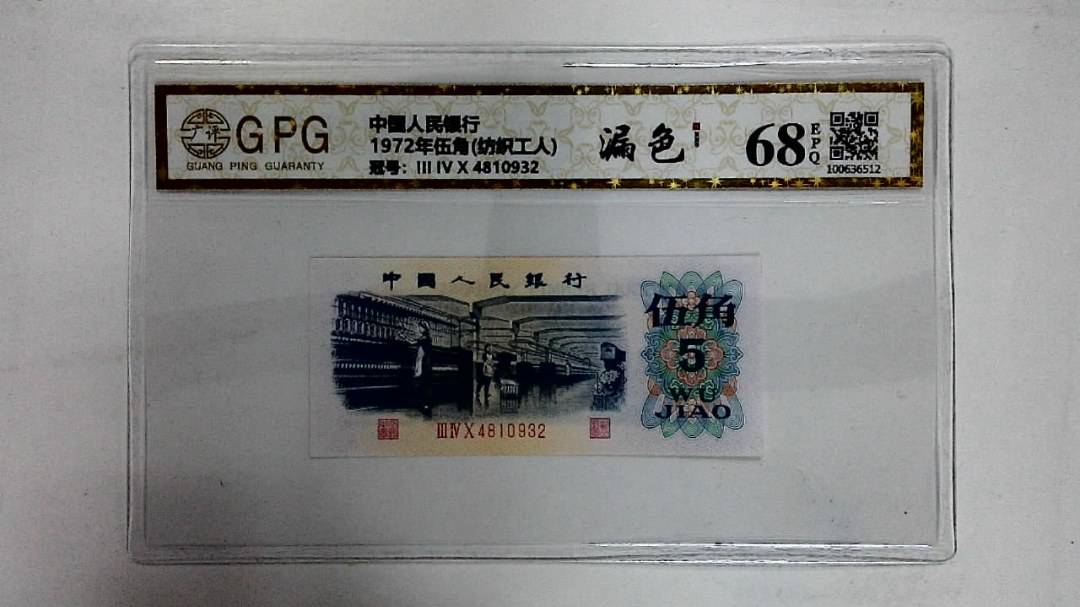 广评
GPG
GUANG PING GUARANTY
中国人民银行
1972年伍角(纺织工人)
冠号: III IV X 4810932
漏色
68
EPQ
100636512
中國人民銀行
伍角
5
WU
JIAO
III IV X 4810932